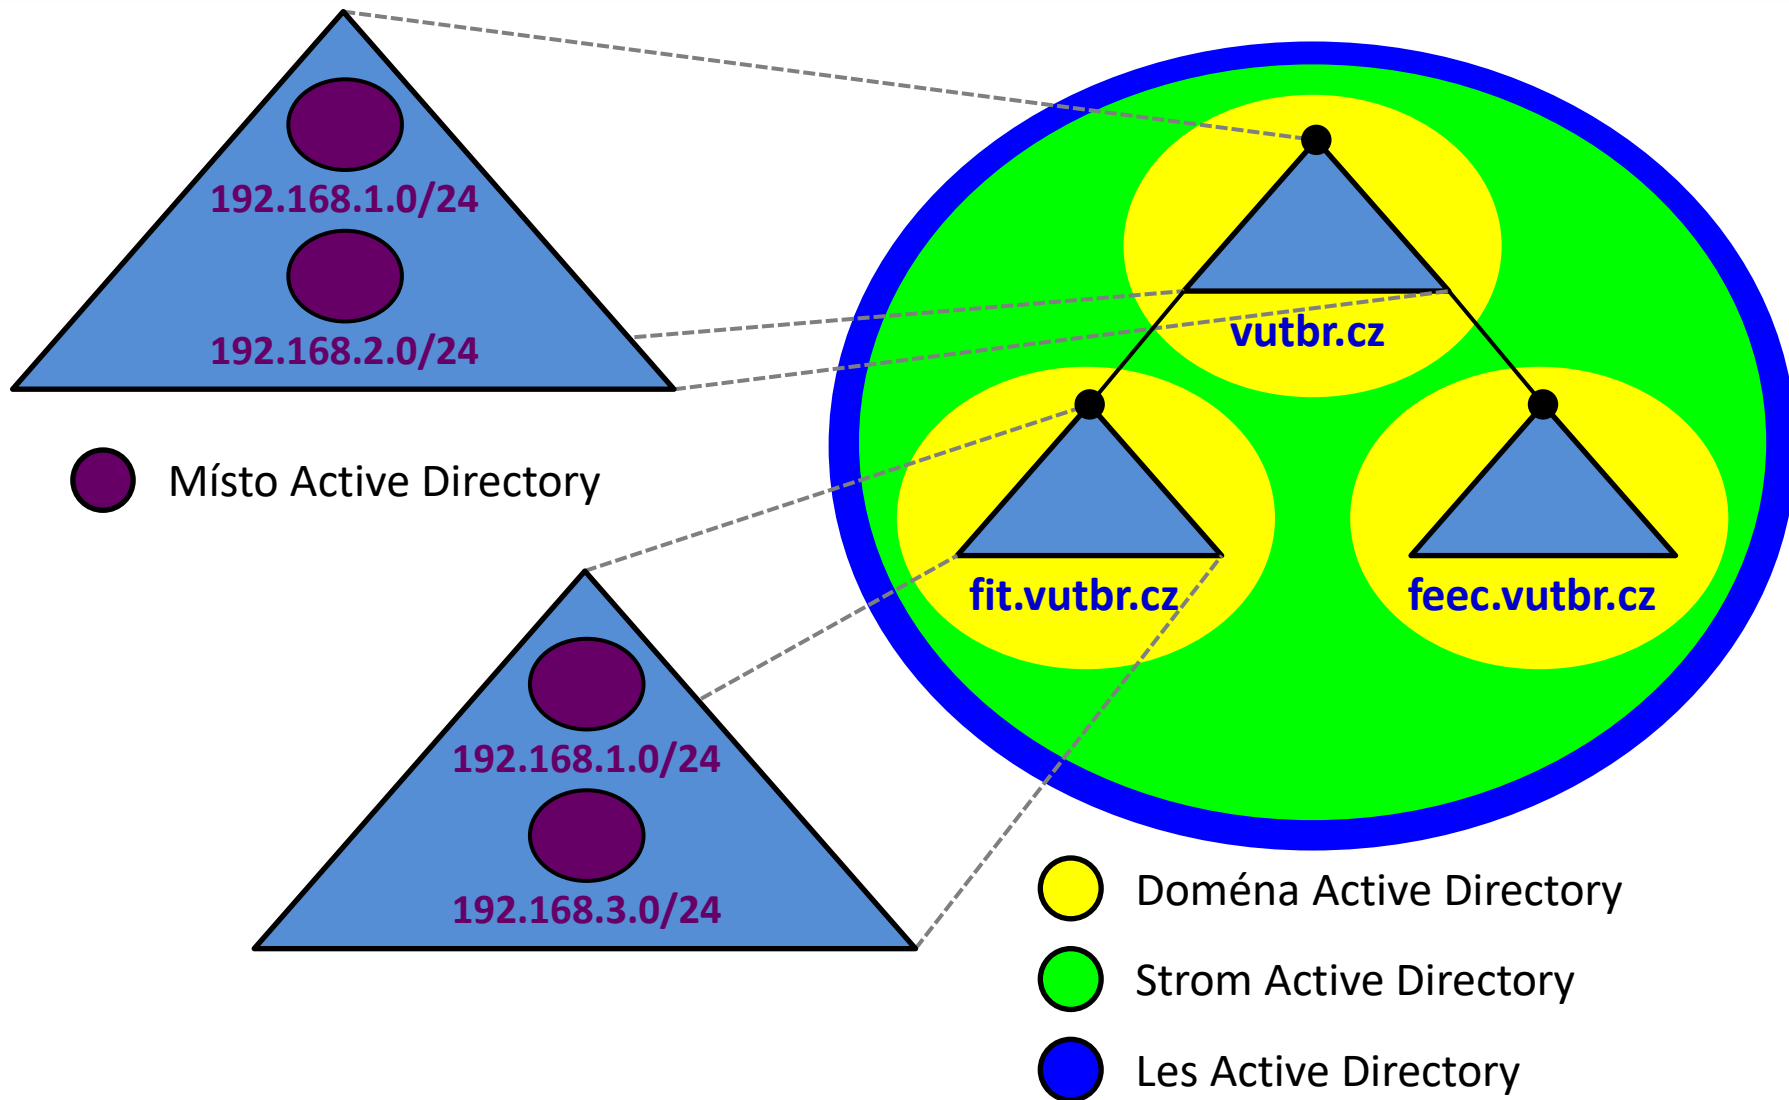 192.168.1.0/24
192.168.2.0/24
Místo Active Directory
vutbr.cz
fit.vutbr.cz
feec.vutbr.cz
192.168.1.0/24
192.168.3.0/24
Doména Active Directory
Strom Active Directory
Les Active Directory